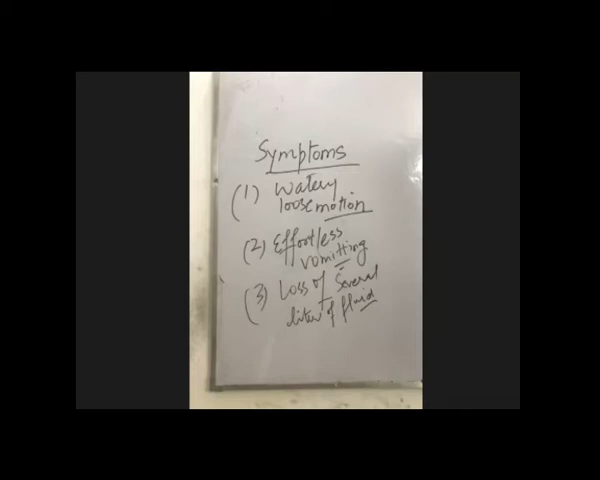 Symptoms
(1) Watery
loose motion
(2) Effortless
vomitting
(3) Loss of several
liter of fluid